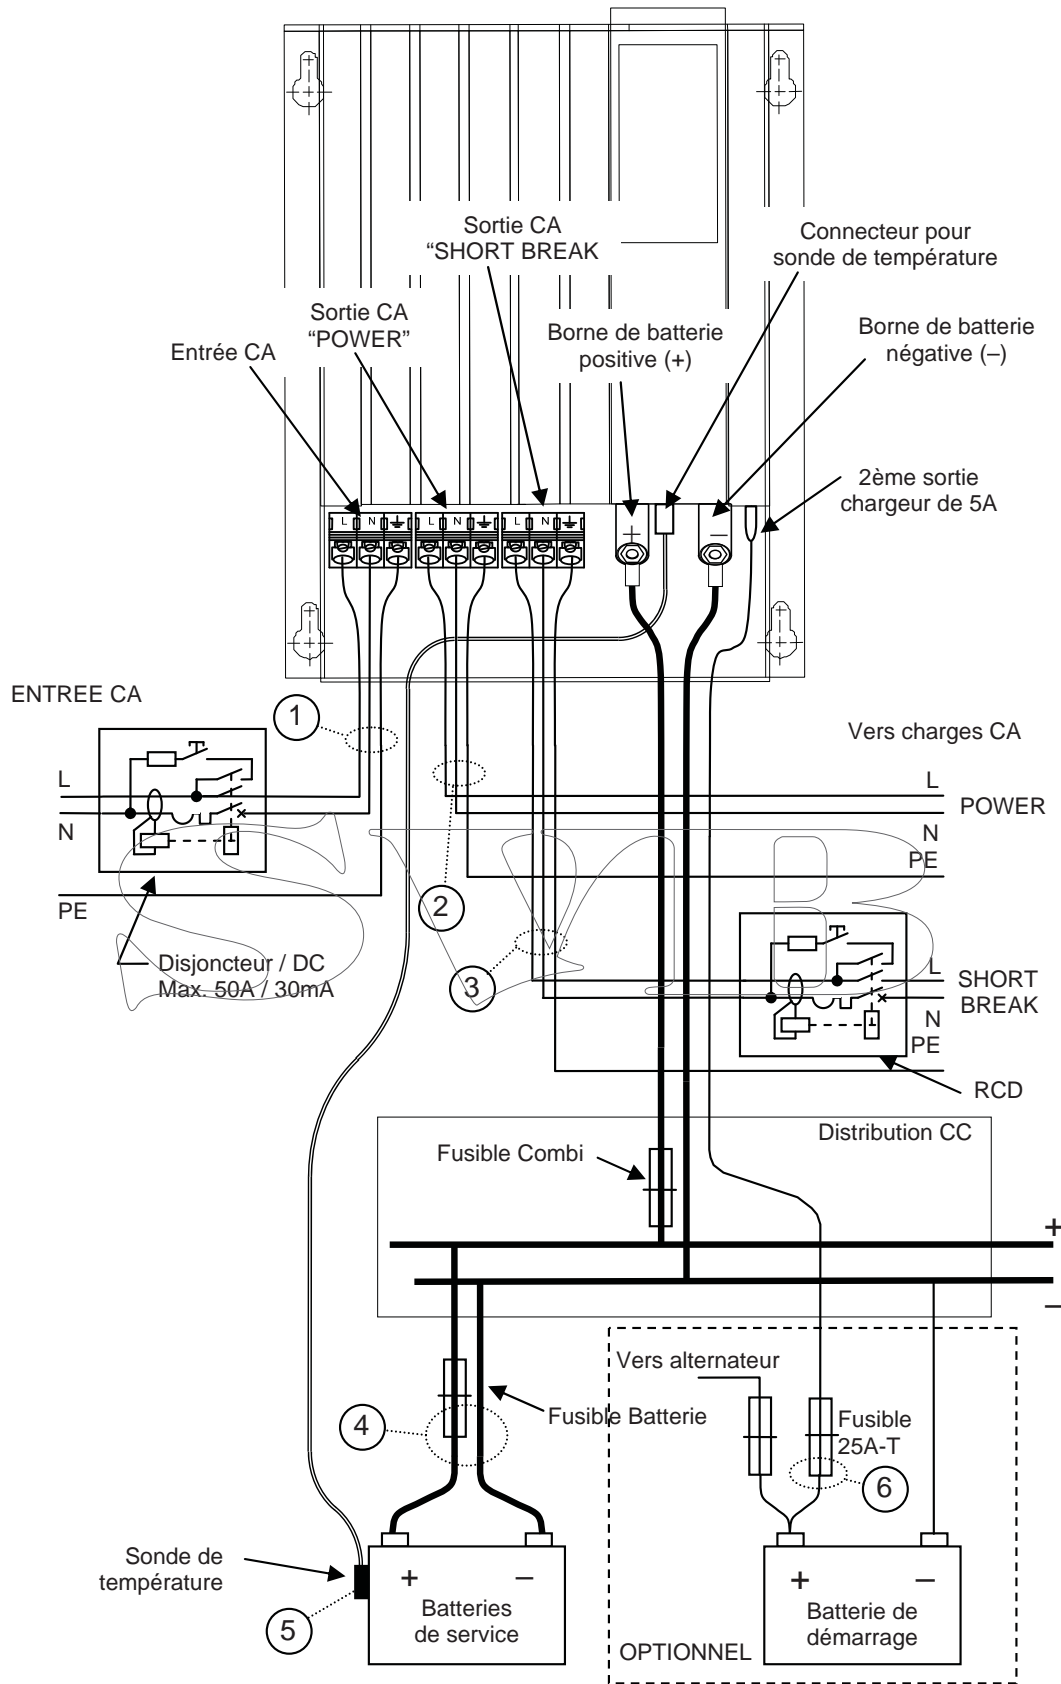 Sortie CA
“SHORT BREAK
Connecteur pour
sonde de température
Sortie CA
“POWER”
Borne de batterie
positive (+)
Borne de batterie
négative (–)
Entrée CA
2ème sortie
chargeur de 5A
L N L N L N
+ –
ENTREE CA
1
Vers charges CA
L
L
POWER
N
N
PE
2
PE
Disjoncteur / DC
Max. 50A / 30mA
3
L
SHORT
BREAK
N
PE
RCD
Distribution CC
Fusible Combi
+
–
Vers alternateur
4
Fusible Batterie
Fusible
25A-T
6
Sonde de
température
5
+ –
Batteries
de service
+ –
Batterie de
démarrage
OPTIONNEL